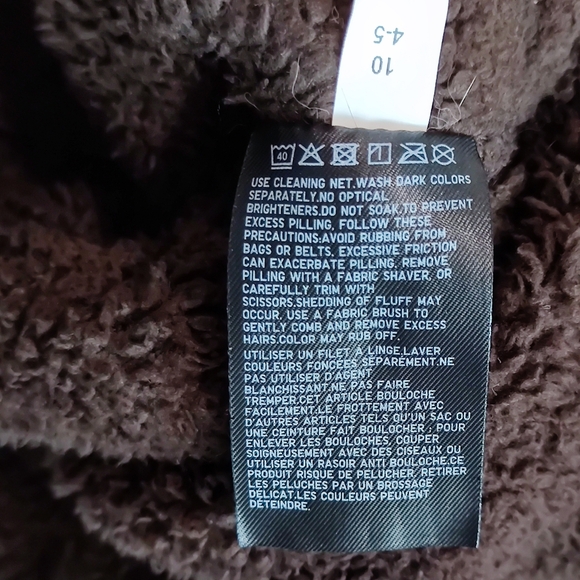 10
4-5
40
USE CLEANING NET.WASH DARK COLORS
SEPARATELY.NO OPTICAL
BRIGHTENERS.DO NOT SOAK.TO PREVENT
EXCESS PILLING, FOLLOW THESE
PRECAUTIONS:AVOID RUBBING FROM
BAGS OR BELTS, EXCESSIVE FRICTION
CAN EXACERBATE PILLING, REMOVE
PILLING WITH A FABRIC SHAVER, OR
CAREFULLY TRIM WITH
SCISSORS.SHEDDING OF FLUFF MAY
OCCUR. USE A FABRIC BRUSH TO
GENTLY COMB AND REMOVE EXCESS
HAIRS.COLOR MAY RUB OFF.
UTILISER UN FILET À LINGE.LAVER
COULEURS FONCÉES SÉPAREMENT.NE
PAS UTILISER D'AGENT
BLANCHISSANT.NE PAS FAIRE
TREMPER.CET ARTICLE BOULOCHE
FACILEMENT.LE FROTTEMENT AVEC
D'AUTRES ARTICLES TELS QU'UN SAC OU
UNE CEINTURE FAIT BOULOCHER : POUR
ENLEVER LES BOULOCHES, COUPER
SOIGNEUSEMENT AVEC DES CISEAUX OU
UTILISER UN RASOIR ANTI BOULOCHE.CE
PRODUIT RISQUE DE PELUCHER, RETIRER
LES PELUCHES PAR UN BROSSAGE
DÉLICAT.LES COULEURS PEUVENT
DÉTEINDRE.